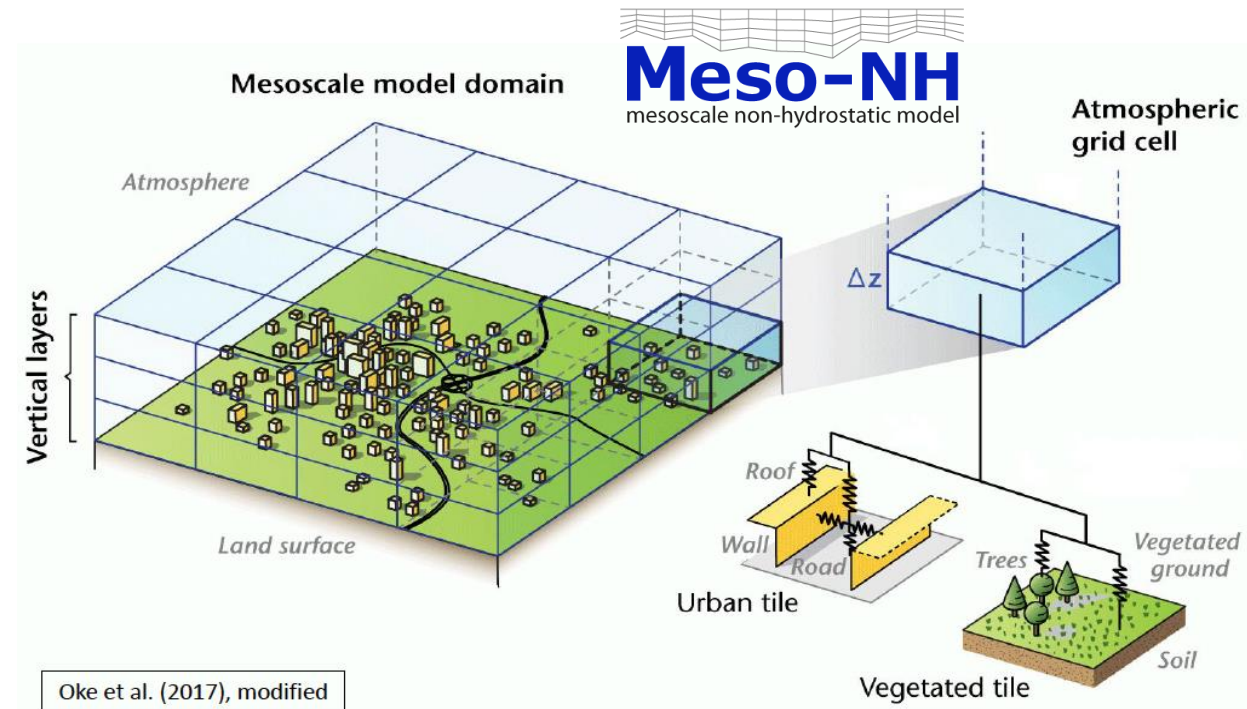 Meso-NH
mesoscale non-hydrostatic model
Mesoscale model domain
Atmospheric
grid cell
Atmosphere
Δz
Vertical layers
Roof
Wall
Road
Trees
Vegetated
ground
Land surface
Urban tile
Soil
Vegetated tile
Oke et al. (2017), modified